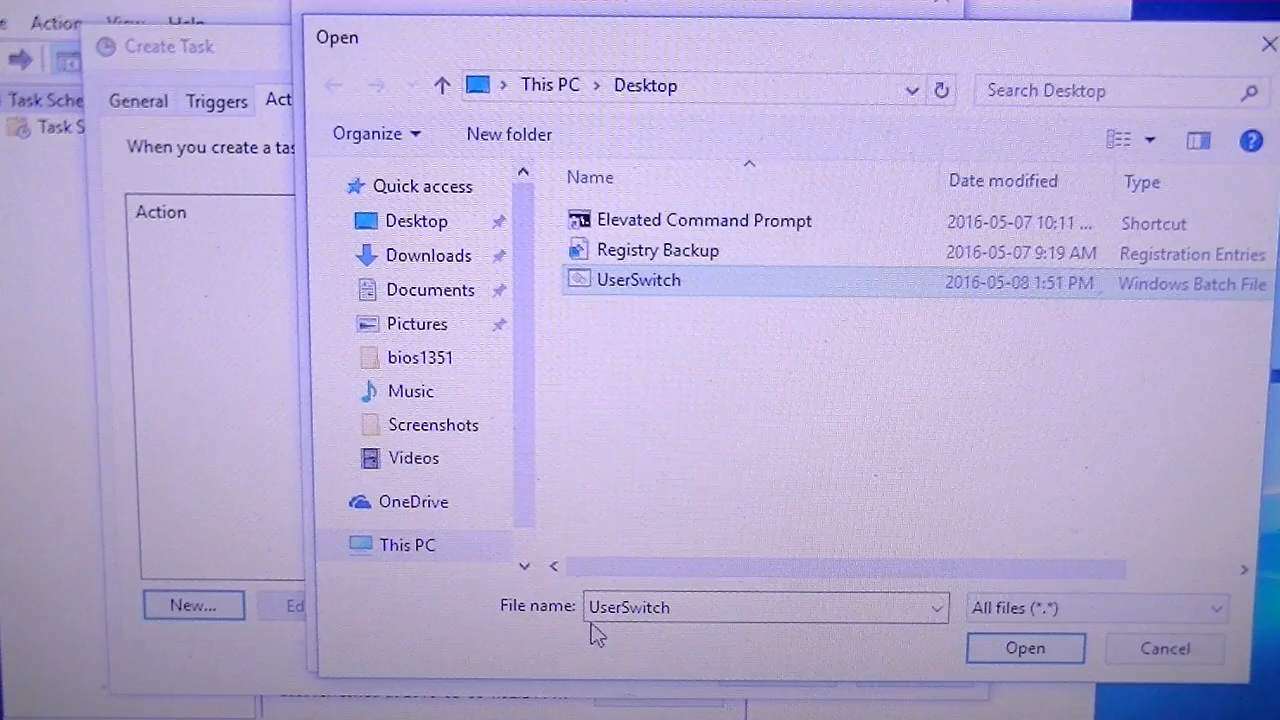 Action View Help
Create Task
General Triggers Act
Task Sche
Task S
When you create a tas
Action
New...
Ed
Open
This PC > Desktop
Search Desktop
Organize
New folder
Quick access
Desktop
Downloads
Documents
Pictures
bios1351
Music
Screenshots
Videos
OneDrive
This PC
Name Date modified Type
Elevated Command Prompt 2016-05-07 10:11 ... Shortcut
Registry Backup 2016-05-07 9:19 AM Registration Entries
UserSwitch 2016-05-08 1:51 PM Windows Batch File
File name: UserSwitch All files (*.*)
Open Cancel